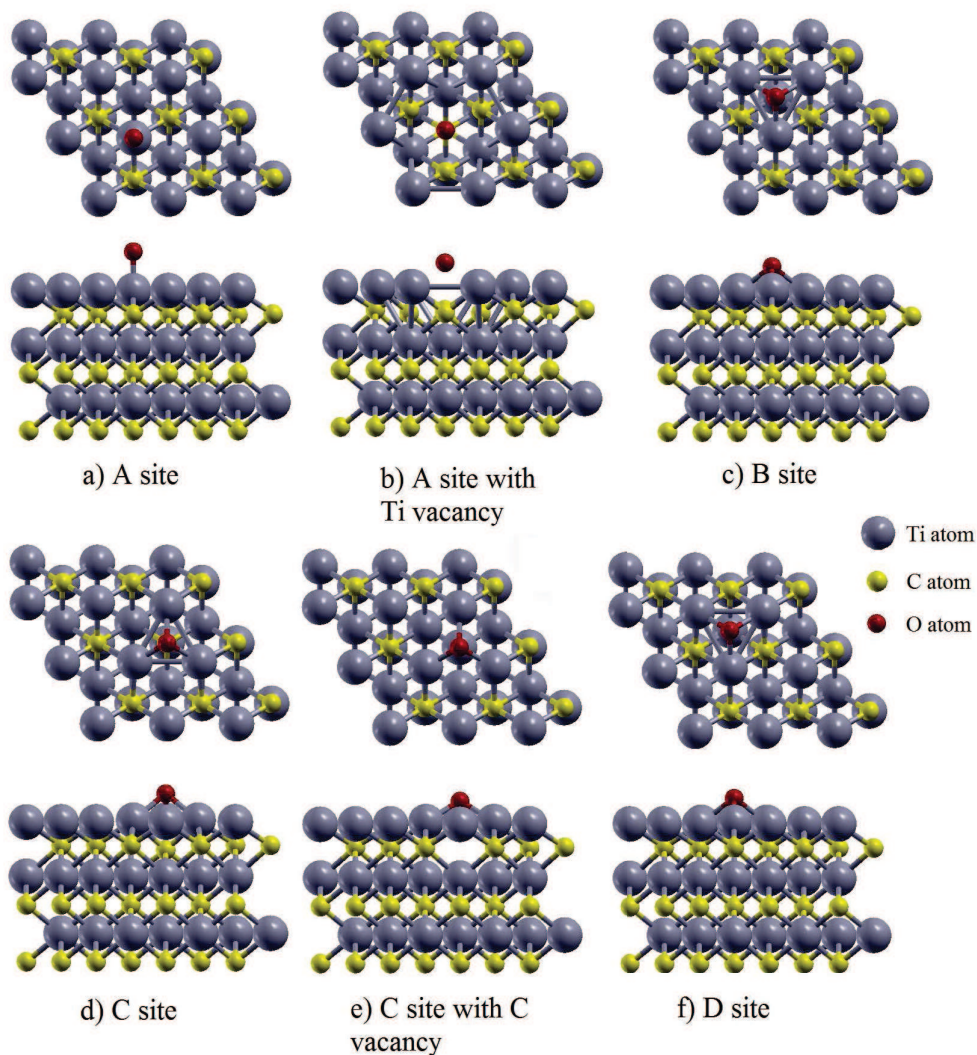 a) A site
b) A site with
Ti vacancy
c) B site
Ti atom
C atom
O atom
d) C site
e) C site with C
vacancy
f) D site